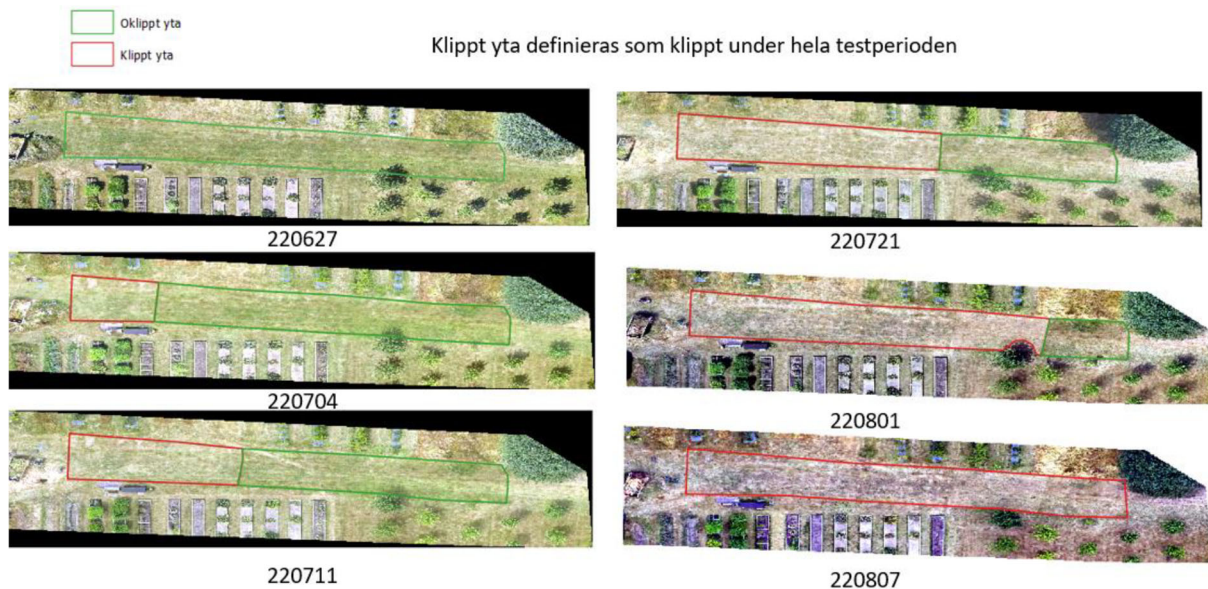 Oklippt yta
Klippt yta
Klippt yta definieras som klippt under hela testperioden
220627
220721
220704
220801
220711
220807